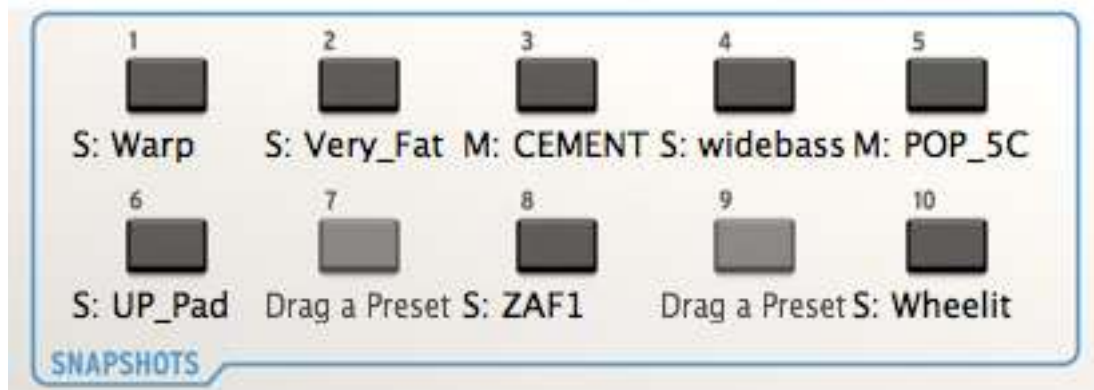 1 2 3 4 5
S: Warp S: Very_Fat M: CEMENT S: widebass M: POP_5C
6 7 8 9 10
S: UP_Pad Drag a Preset S: ZAF1 Drag a Preset S: Wheelit
SNAPSHOTS